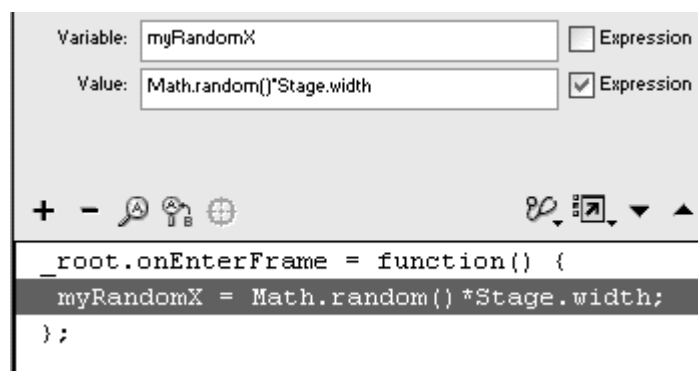 Variable: myRandomX Expression
Value: Math.random()*Stage.width Expression
_root.onEnterFrame = function() {
myRandomX = Math.random()*Stage.width;
};